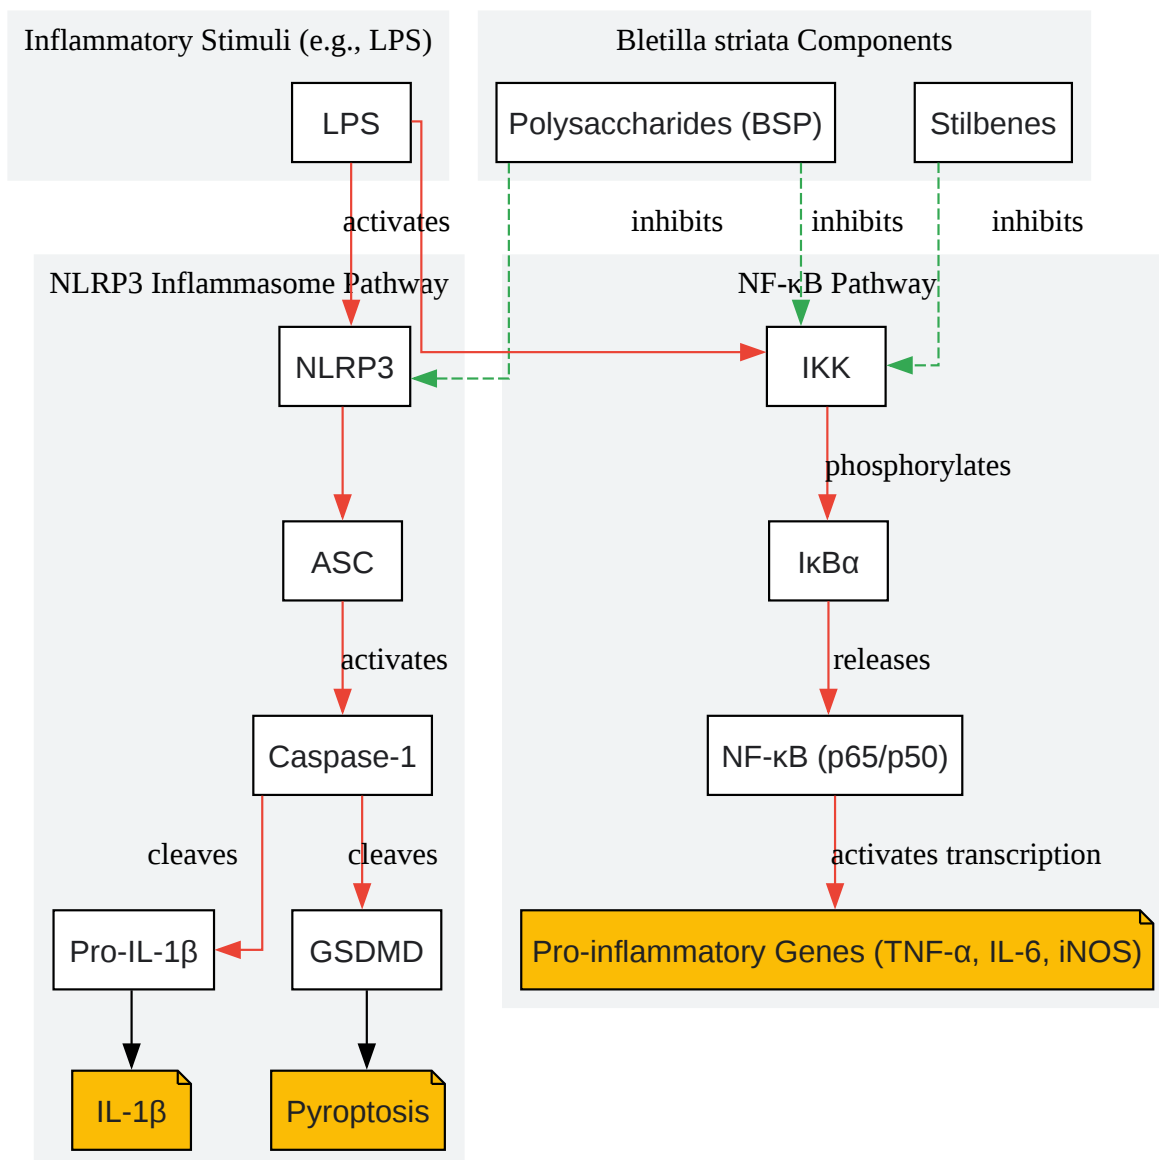 Inflammatory Stimuli (e.g., LPS)
Bletilla striata Components
LPS
Polysaccharides (BSP)
Stilbenes
activates
inhibits
inhibits
inhibits
NLRP3 Inflammasome Pathway
NF-κB Pathway
NLRP3
IKK
phosphorylates
ASC
IκBα
activates
releases
Caspase-1
NF-κB (p65/p50)
cleaves
cleaves
activates transcription
Pro-IL-1β
GSDMD
Pro-inflammatory Genes (TNF-α, IL-6, iNOS)
IL-1β
Pyroptosis